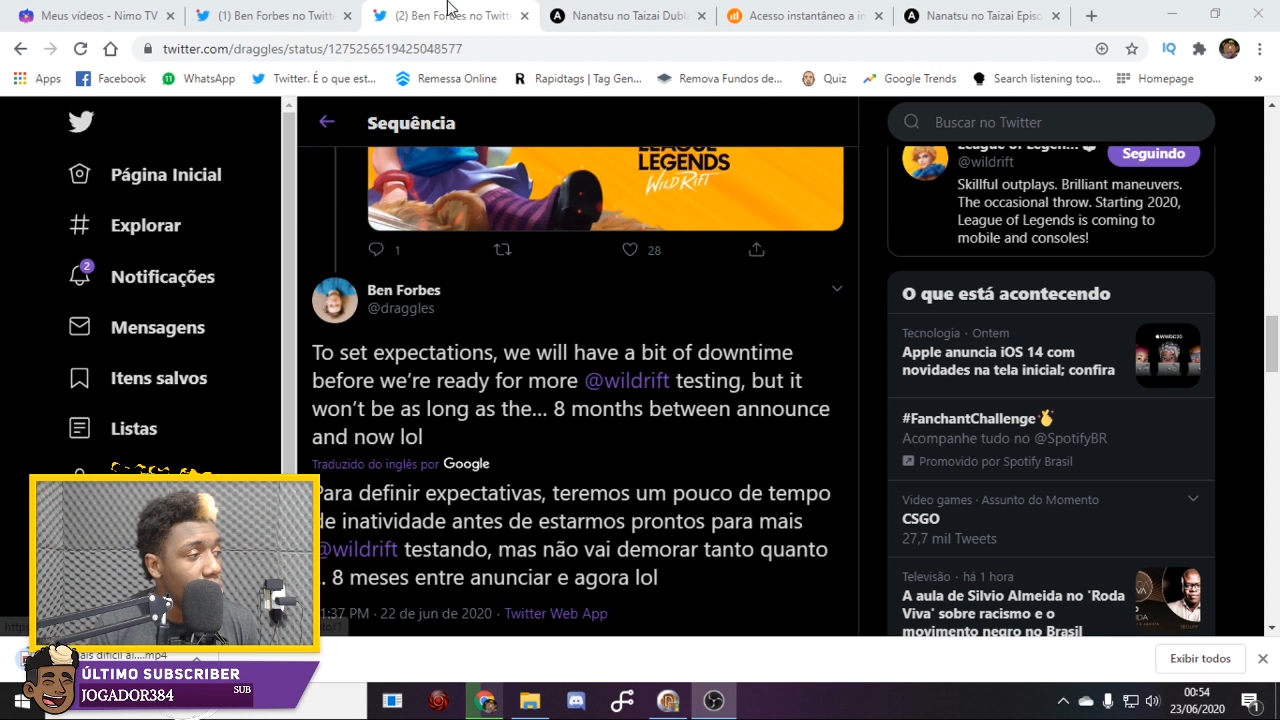 Meus vídeos - Nimo TV
(1) Ben Forbes no Twitt
(2) Ben Forbes no Twitt
Nanatsu no Taizai Dubla
Acesso instantâneo a in
Nanatsu no Taizai Episo
twitter.com/draggles/status/1275256519425048577
Apps
Facebook
WhatsApp
Twitter. É o que est...
Remessa Online
Rapidtags | Tag Gen...
Remova Fundos de...
Quiz
Google Trends
Search listening too...
Homepage
Página Inicial
Explorar
2
Notificações
Mensagens
Itens salvos
Listas
Sequência
LEAGUE
LEGENDS
WILD RIFT
1
28
Ben Forbes
@draggles
To set expectations, we will have a bit of downtime
before we’re ready for more @wildrift testing, but it
won’t be as long as the... 8 months between announce
and now lol
Traduzido do inglês por Google
Para definir expectativas, teremos um pouco de tempo
de inatividade antes de estarmos prontos para mais
@wildrift testando, mas não vai demorar tanto quanto
.. 8 meses entre anunciar e agora lol
1:37 PM · 22 de jun de 2020 · Twitter Web App
Buscar no Twitter
League of Legen...
@wildrift
Seguindo
Skillful outplays. Brilliant maneuvers.
The occasional throw. Starting 2020,
League of Legends is coming to
mobile and consoles!
O que está acontecendo
Tecnologia · Ontem
Apple anuncia iOS 14 com
novidades na tela inicial; confira
WWDC20
#FanchantChallenge
Acompanhe tudo no @SpotifyBR
Promovido por Spotify Brasil
Video games · Assunto do Momento
CSGO
27,7 mil Tweets
Televisão · há 1 hora
A aula de Silvio Almeida no 'Roda
Viva' sobre racismo e o
movimento negro no Brasil
ais dificil ai....mp4
Exibir todos
ÚLTIMO SUBSCRIBER
JOGADOR384
SUB
00:54
23/06/2020
1